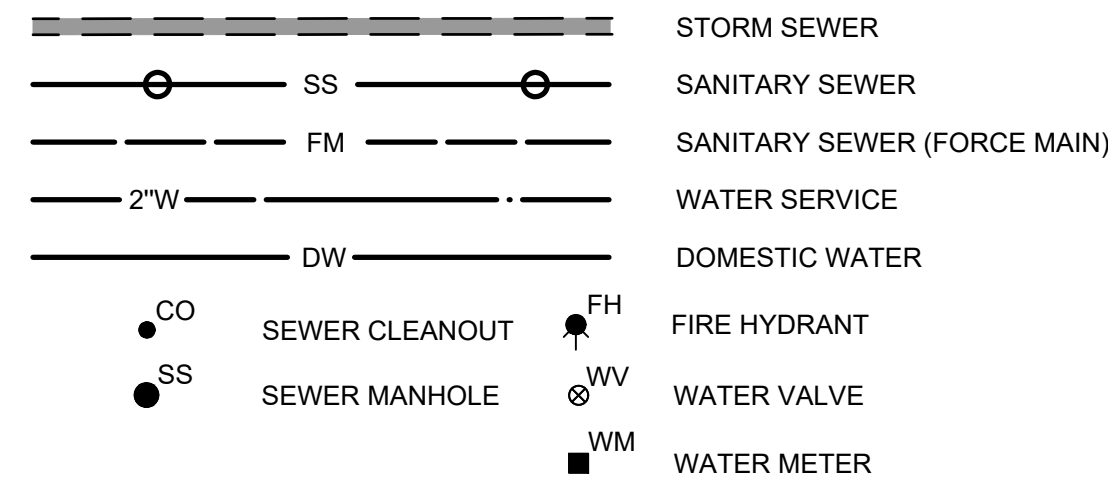 STORM SEWER
SS SANITARY SEWER
FM SANITARY SEWER (FORCE MAIN)
2"W WATER SERVICE
DW DOMESTIC WATER
CO SEWER CLEANOUT FH FIRE HYDRANT
SS SEWER MANHOLE WV WATER VALVE
WM WATER METER